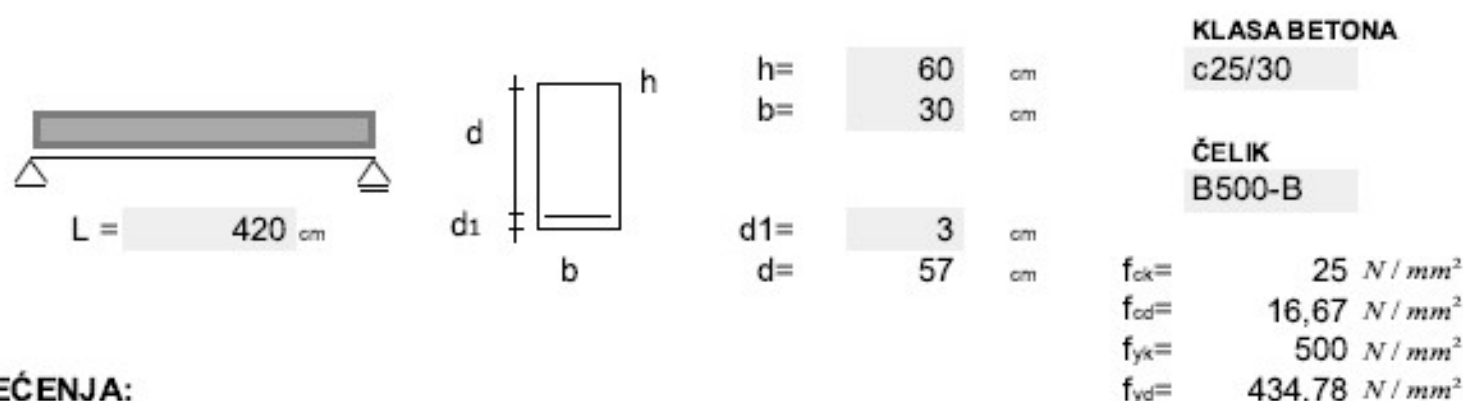 KLASA BETONA
h= 60 cm c25/30
h
b= 30 cm
d
ČELIK
B500-B
L = 420 cm d1 d1= 3 cm
b d= 57 cm fck= 25 N / mm²
fcd= 16,67 N / mm²
fyk= 500 N / mm²
EĆENJA: fyd= 434,78 N / mm²